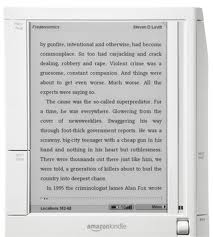 Freakonomics Steven D. Levitt
by gunfire, intentional and otherwise, had become
commonplace. So too had carjacking and crack
dealing, robbery and rape. Violent crime was a
gruesome, constant companion. And things were
about to get even worse. Much worse. All the
experts were saying so.
The cause was the so-called superpredator. For
a time, he was everywhere. Glowering from the
cover of newsweeklies. Swaggering his way
through foot-thick government reports. He was a
scrawny, big-city teenager with a cheap gun in his
hand and nothing in his heart but ruthlessness.
There were thousands out there just like him, we
were told, a generation of killers about to hurl the
country into deepest chaos.
In 1995 the criminologist James Alan Fox wrote
Menu
amazonkindle